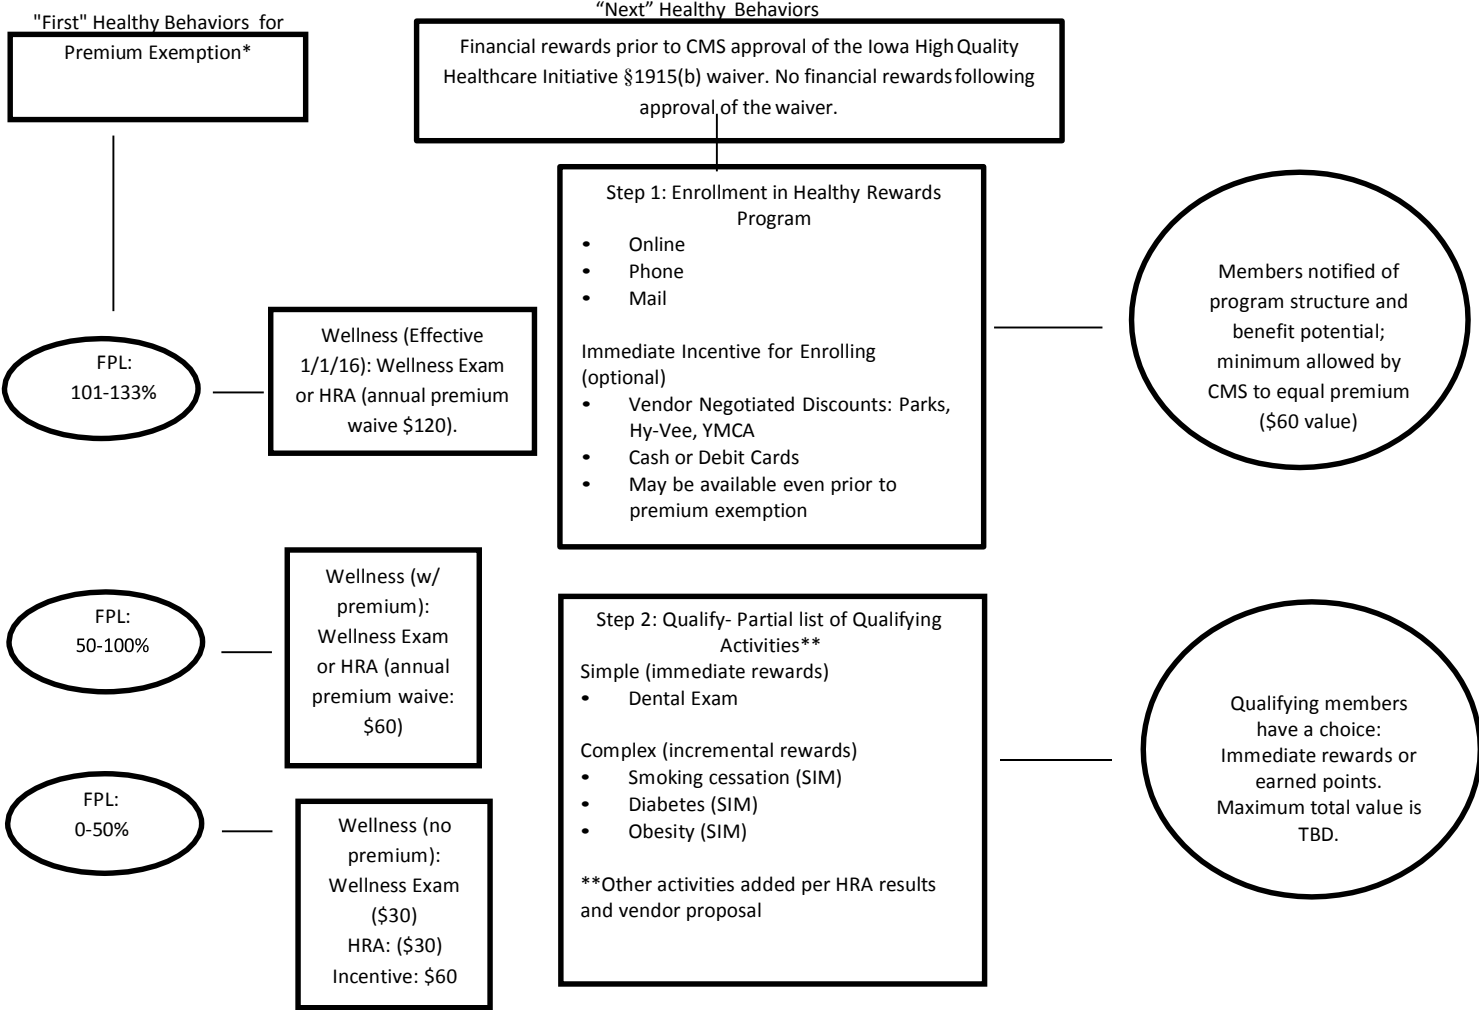 "First" Healthy Behaviors for
Premium Exemption*
“Next” Healthy Behaviors
Financial rewards prior to CMS approval of the Iowa High Quality
Healthcare Initiative §1915(b) waiver. No financial rewards following
approval of the waiver.
FPL:
101-133%
Wellness (Effective
1/1/16): Wellness Exam
or HRA (annual premium
waive $120).
Step 1: Enrollment in Healthy Rewards
Program
• Online
• Phone
• Mail
Immediate Incentive for Enrolling
(optional)
• Vendor Negotiated Discounts: Parks,
Hy-Vee, YMCA
• Cash or Debit Cards
• May be available even prior to
premium exemption
Members notified of
program structure and
benefit potential;
minimum allowed by
CMS to equal premium
($60 value)
FPL:
50-100%
Wellness (w/
premium):
Wellness Exam
or HRA (annual
premium waive:
$60)
FPL:
0-50%
Wellness (no
premium):
Wellness Exam
($30)
HRA: ($30)
Incentive: $60
Step 2: Qualify- Partial list of Qualifying
Activities**
Simple (immediate rewards)
• Dental Exam
Complex (incremental rewards)
• Smoking cessation (SIM)
• Diabetes (SIM)
• Obesity (SIM)
**Other activities added per HRA results
and vendor proposal
Qualifying members
have a choice:
Immediate rewards or
earned points.
Maximum total value is
TBD.